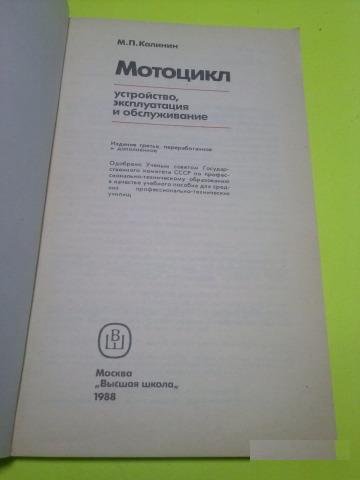 М.П.Калинин
Мотоцикл
устройство,
эксплуатация
и обслуживание
Издание третье, переработанное
и дополненное
Одобрено Ученым советом Государ-
ственного комитета СССР по профес-
сионально-техническому образованию
в качестве учебного пособия для сред-
них профессионально-технических
училищ
ВШ
Москва
„Высшая школа„
1988